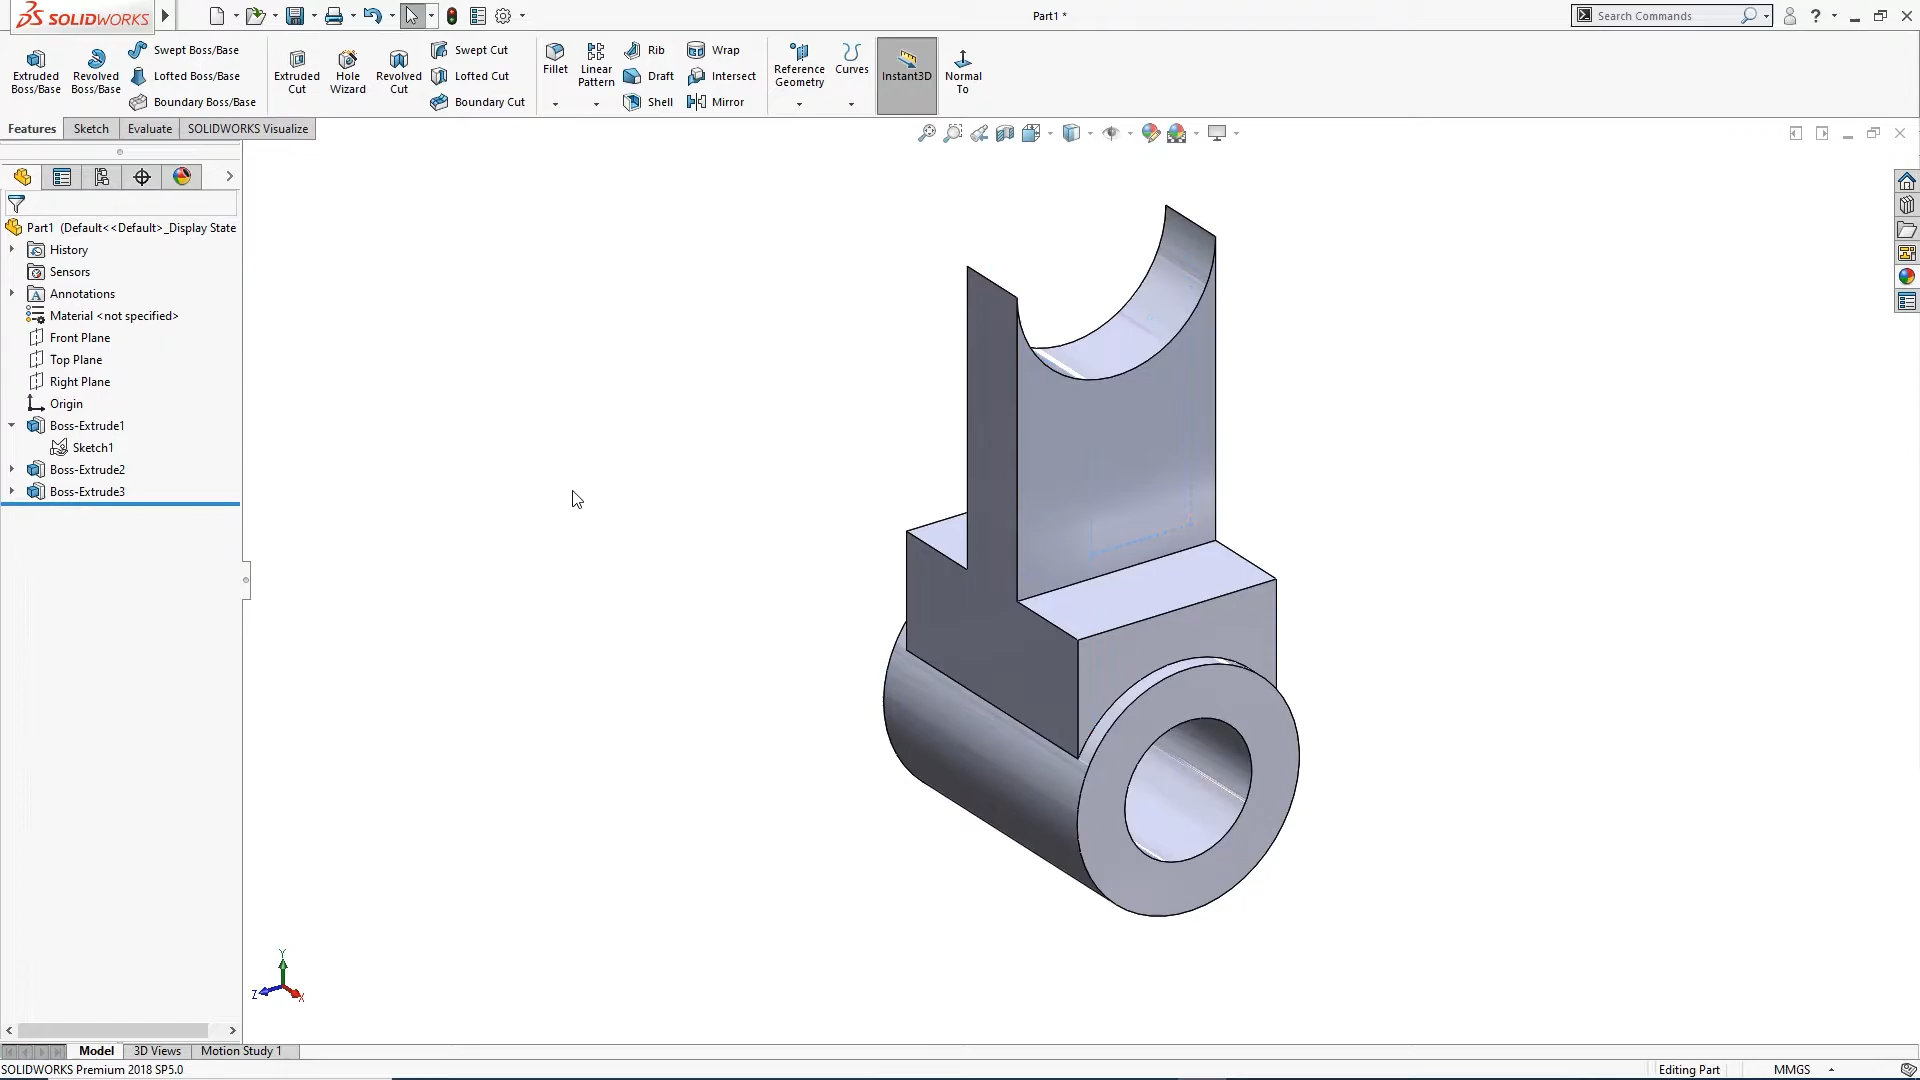 SOLIDWORKS
Part1 *
Search Commands
Extruded Boss/Base
Revolved Boss/Base
Swept Boss/Base
Lofted Boss/Base
Boundary Boss/Base
Extruded Cut
Hole Wizard
Revolved Cut
Swept Cut
Lofted Cut
Boundary Cut
Fillet
Linear Pattern
Rib
Draft
Shell
Wrap
Intersect
Mirror
Reference Geometry
Curves
Instant3D
Normal To
Features
Sketch
Evaluate
SOLIDWORKS Visualize
Part1 (Default<<Default>_Display State
History
Sensors
Annotations
Material <not specified>
Front Plane
Top Plane
Right Plane
Origin
Boss-Extrude1
Sketch1
Boss-Extrude2
Boss-Extrude3
Y
Z
X
Model
3D Views
Motion Study 1
SOLIDWORKS Premium 2018 SP5.0
Editing Part
MMGS